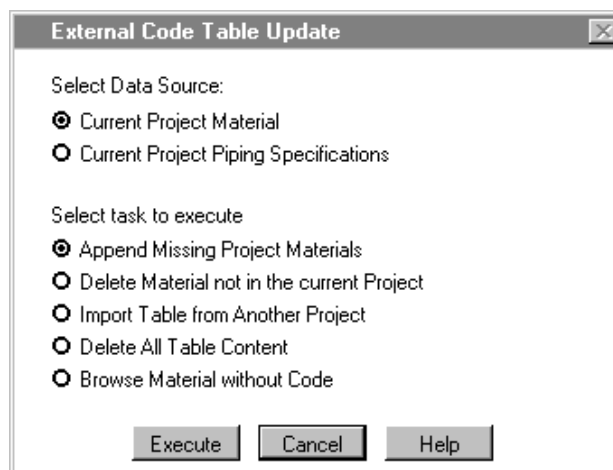 External Code Table Update
Select Data Source:
Current Project Material
Current Project Piping Specifications
Select task to execute
Append Missing Project Materials
Delete Material not in the current Project
Import Table from Another Project
Delete All Table Content
Browse Material without Code
Execute Cancel Help